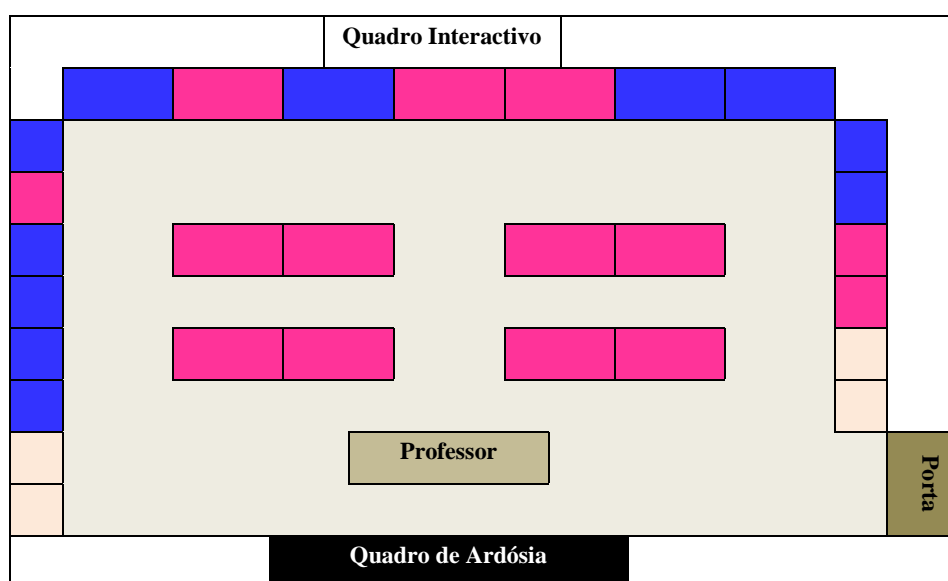 Quadro Interactivo
Professor
Porta
Quadro de Ardósia